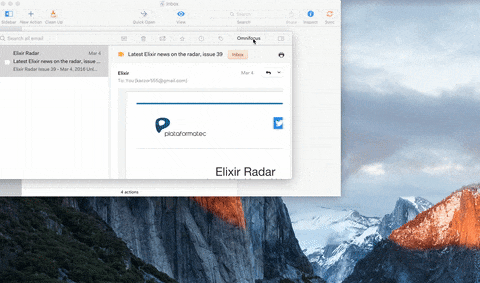 Inbox
Sidebar
New Action
Clean Up
Quick Open
View
Search
Inspect
Sync
Search all email
Omnifocus
Elixir Radar
Mar 4
Latest Elixir news on the radar, issue ...
Elixir Radar Issue 39 - Mar 4, 2016 Unt...
Latest Elixir news on the radar, issue 39
Inbox
Elixir
Mar 4
plataformatec
Elixir Radar
4 actions